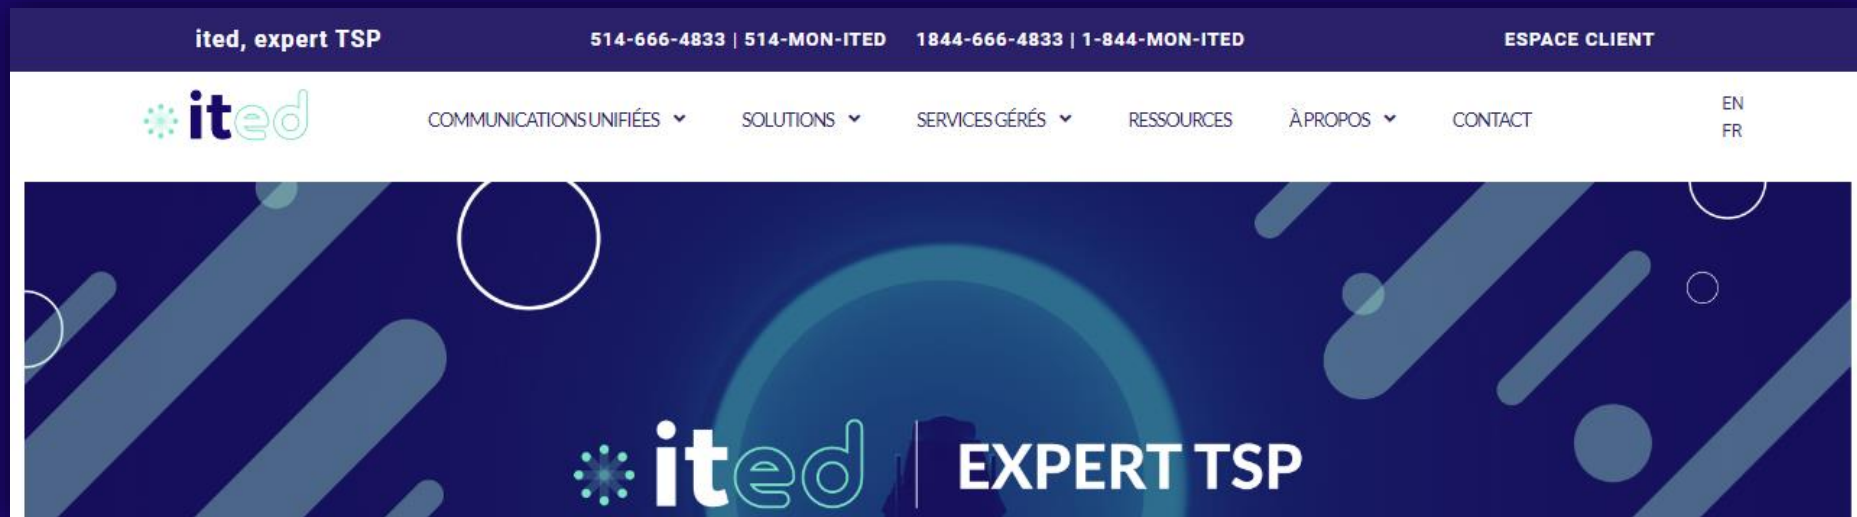 ited, expert TSP
514-666-4833 | 514-MON-ITED 1844-666-4833 | 1-844-MON-ITED
ESPACE CLIENT
ited
COMMUNICATIONS UNIFIÉES
SOLUTIONS
SERVICES GÉRÉS
RESSOURCES
À PROPOS
CONTACT
EN
FR
ited
EXPERT TSP